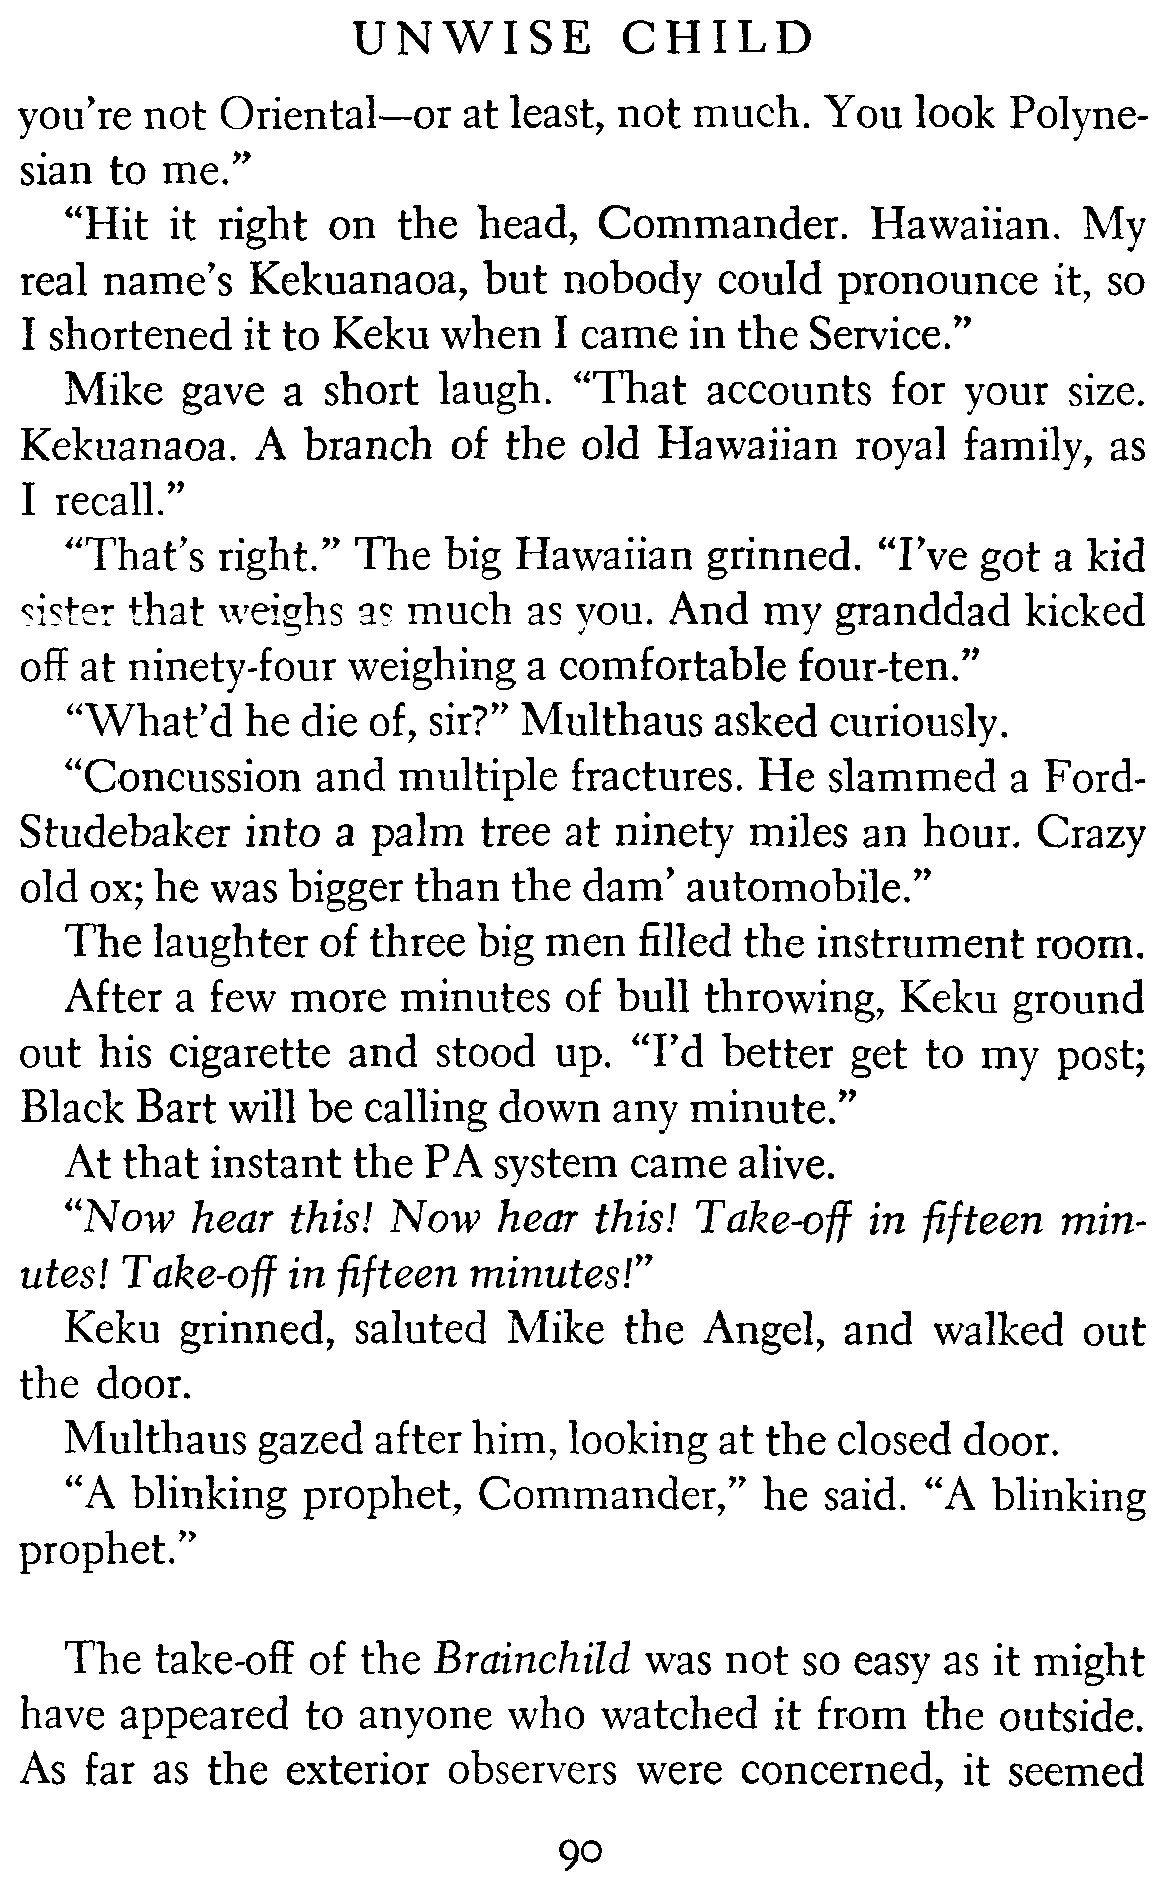 UNWISE CHILD
you're not Oriental—or at least, not much. You look Polyne-
sian to me.”
“Hit it right on the head, Commander. Hawaiian. My
real name's Kekuanaoa, but nobody could pronounce it, so
I shortened it to Keku when I came in the Service.”
Mike gave a short laugh. “That accounts for your size.
Kekuanaoa. A branch of the old Hawaiian royal family, as
I recall.”
“That's right.” The big Hawaiian grinned. “I've got a kid
sister that weighs as much as you. And my granddad kicked
off at ninety-four weighing a comfortable four-ten.”
“What'd he die of, sir?” Multhaus asked curiously.
“Concussion and multiple fractures. He slammed a Ford-
Studebaker into a palm tree at ninety miles an hour. Crazy
old ox; he was bigger than the dam' automobile.”
The laughter of three big men filled the instrument room.
After a few more minutes of bull throwing, Keku ground
out his cigarette and stood up. “I'd better get to my post;
Black Bart will be calling down any minute.”
At that instant the PA system came alive.
“Now hear this! Now hear this! Take-off in fifteen min-
utes! Take-off in fifteen minutes!”
Keku grinned, saluted Mike the Angel, and walked out
the door.
Multhaus gazed after him, looking at the closed door.
“A blinking prophet, Commander,” he said. “A blinking
prophet.”
The take-off of the Brainchild was not so easy as it might
have appeared to anyone who watched it from the outside.
As far as the exterior observers were concerned, it seemed
90